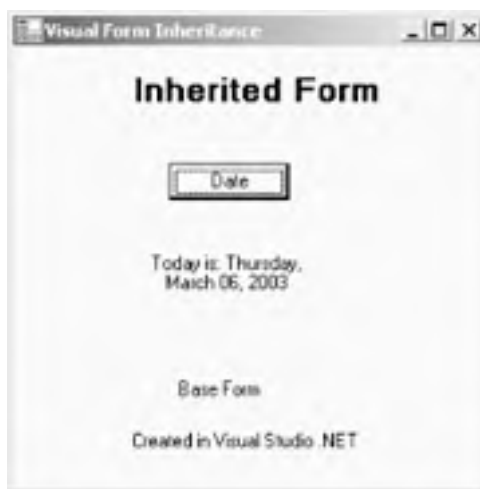 Visual Form Inheritance
Inherited Form
Date
Today is: Thursday,
March 06, 2003
Base Form
Created in Visual Studio .NET